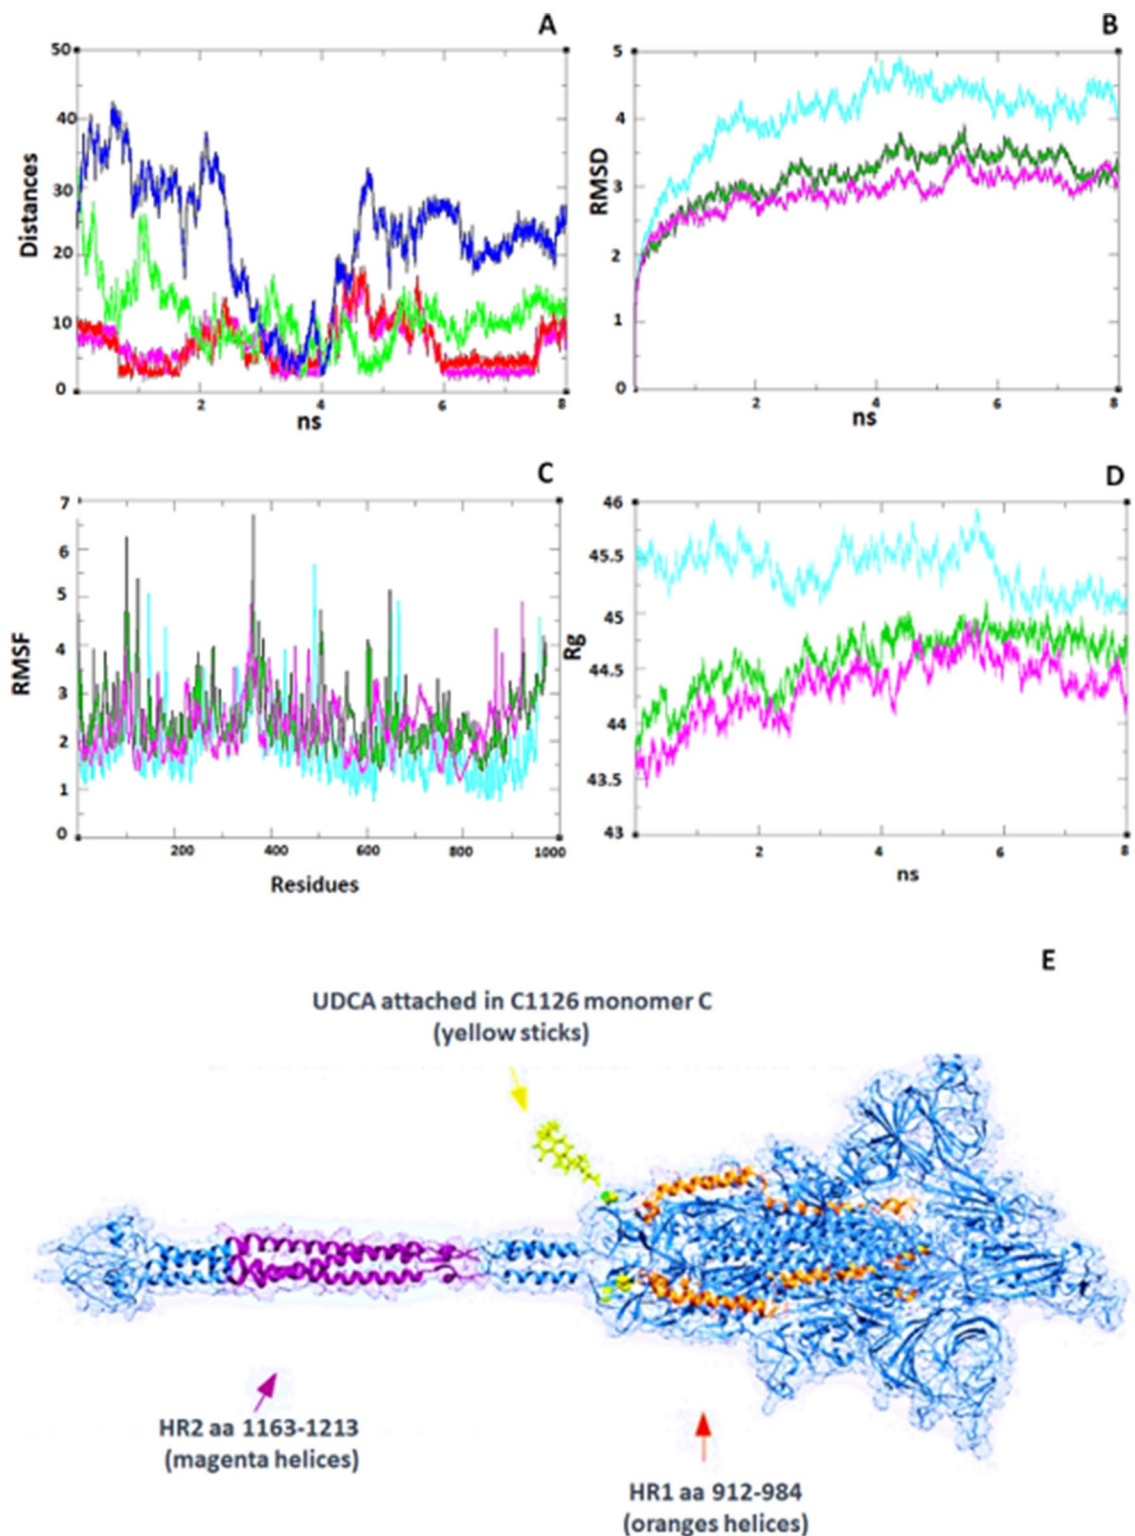 A
50
40
30
20
10
0
Distances
2
4
6
8
ns
B
5
4
3
2
1
0
RMSD
2
4
6
8
ns
C
7
6
5
4
3
2
1
0
RMSF
200
400
600
800
1000
Residues
D
46
45.5
45
44.5
44
43.5
43
Rg
2
4
6
8
ns
E
UDCA attached in C1126 monomer C
(yellow sticks)
HR2 aa 1163-1213
(magenta helices)
HR1 aa 912-984
(oranges helices)